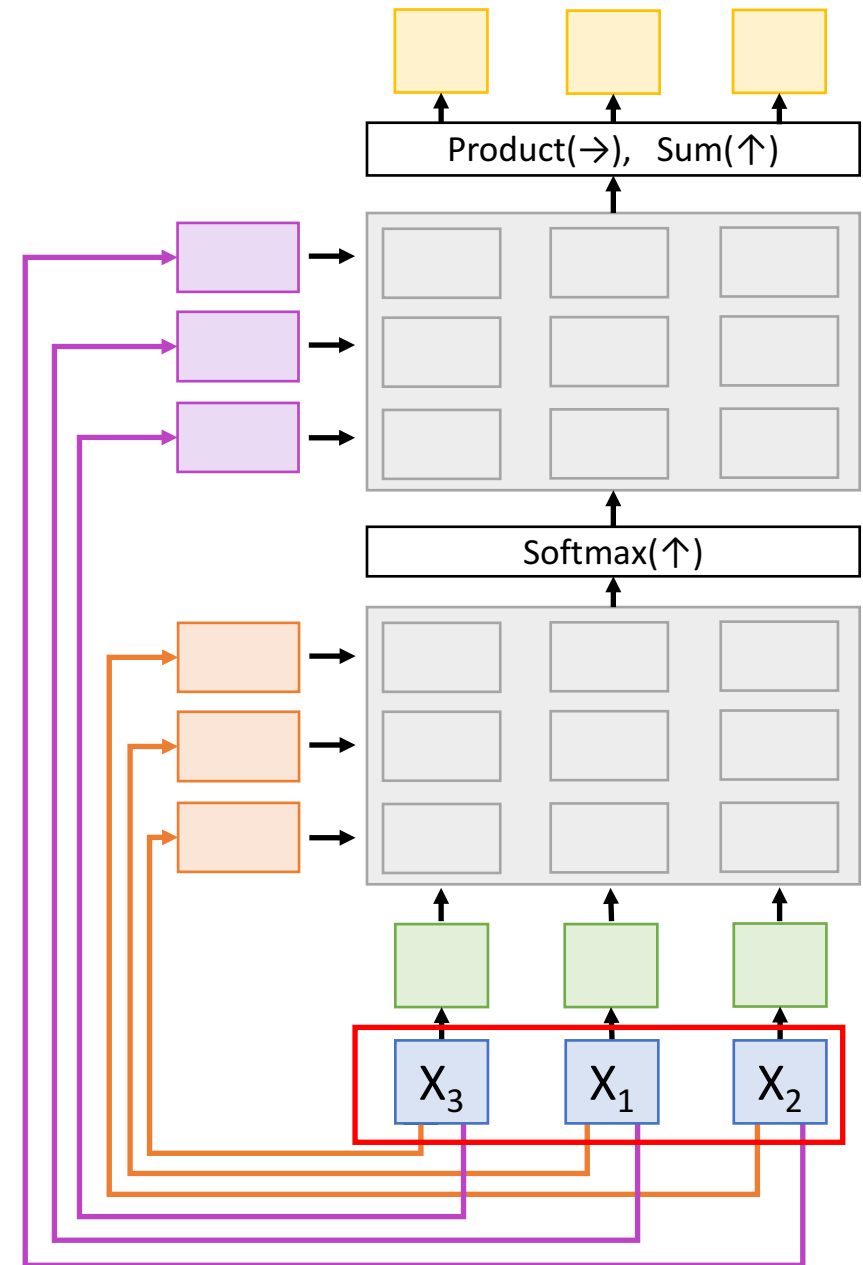 Product(→), Sum(↑)
Softmax(↑)
X₃ X₁ X₂